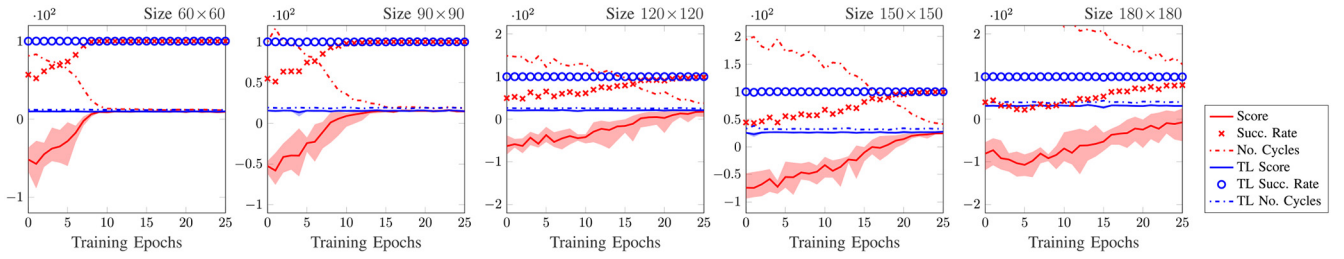 ·10² Size 60×60
1
0
−1
0 5 10 15 20 25
Training Epochs
·10² Size 90×90
1
0.5
0
−0.5
−1
0 5 10 15 20 25
Training Epochs
·10² Size 120×120
2
1
0
−1
0 5 10 15 20 25
Training Epochs
·10² Size 150×150
2
1.5
1
0.5
0
−0.5
−1
0 5 10 15 20 25
Training Epochs
·10² Size 180×180
2
1
0
−1
−2
0 5 10 15 20 25
Training Epochs
Score
Succ. Rate
No. Cycles
TL Score
TL Succ. Rate
TL No. Cycles